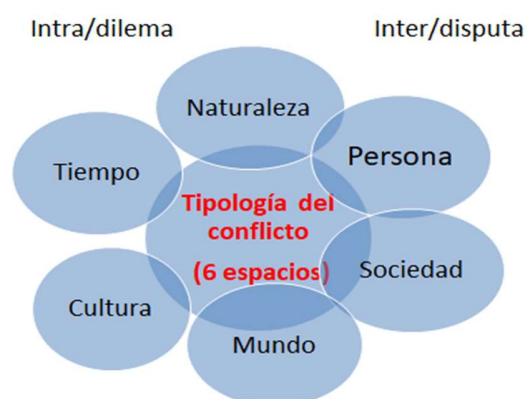 Intra/dilema
Inter/disputa
Naturaleza
Persona
Tiempo
Tipología del
conflicto
(6 espacios)
Sociedad
Cultura
Mundo